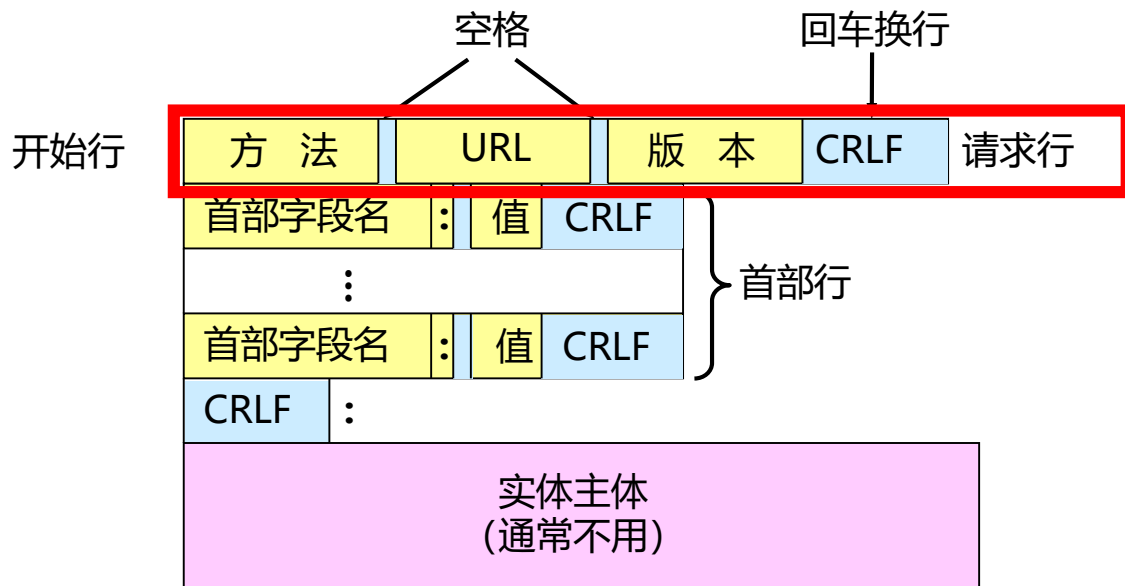 空格 回车换行
开始行 方 法 URL 版 本 CRLF 请求行
首部字段名 : 值 CRLF
⋮ 首部行
首部字段名 : 值 CRLF
CRLF :
实体主体
(通常不用)